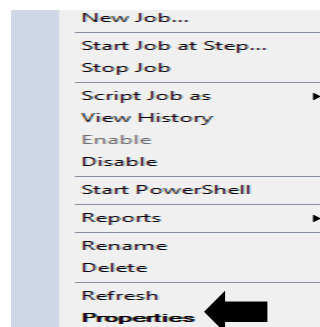 New Job...
Start Job at Step...
Stop Job
Script Job as
View History
Enable
Disable
Start PowerShell
Reports
Rename
Delete
Refresh
Properties